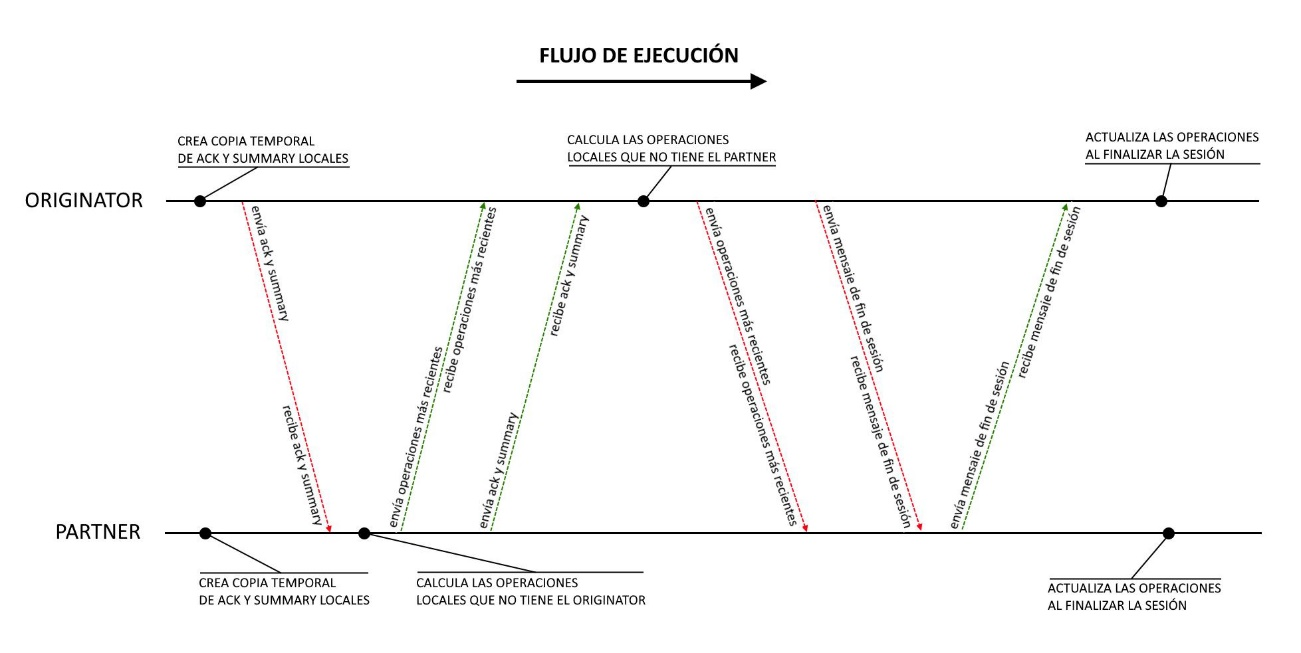 FLUJO DE EJECUCIÓN
CREA COPIA TEMPORAL
DE ACK Y SUMMARY LOCALES
CALCULA LAS OPERACIONES
LOCALES QUE NO TIENE EL PARTNER
ACTUALIZA LAS OPERACIONES
AL FINALIZAR LA SESIÓN
ORIGINATOR
envía ack y summary
recibe ack y summary
envía operaciones más recientes
recibe operaciones más recientes
envía ack y summary
recibe ack y summary
envía operaciones más recientes
recibe operaciones más recientes
envía mensaje de fin de sesión
recibe mensaje de fin de sesión
envía mensaje de fin de sesión
recibe mensaje de fin de sesión
PARTNER
CREA COPIA TEMPORAL
DE ACK Y SUMMARY LOCALES
CALCULA LAS OPERACIONES
LOCALES QUE NO TIENE EL ORIGINATOR
ACTUALIZA LAS OPERACIONES
AL FINALIZAR LA SESIÓN